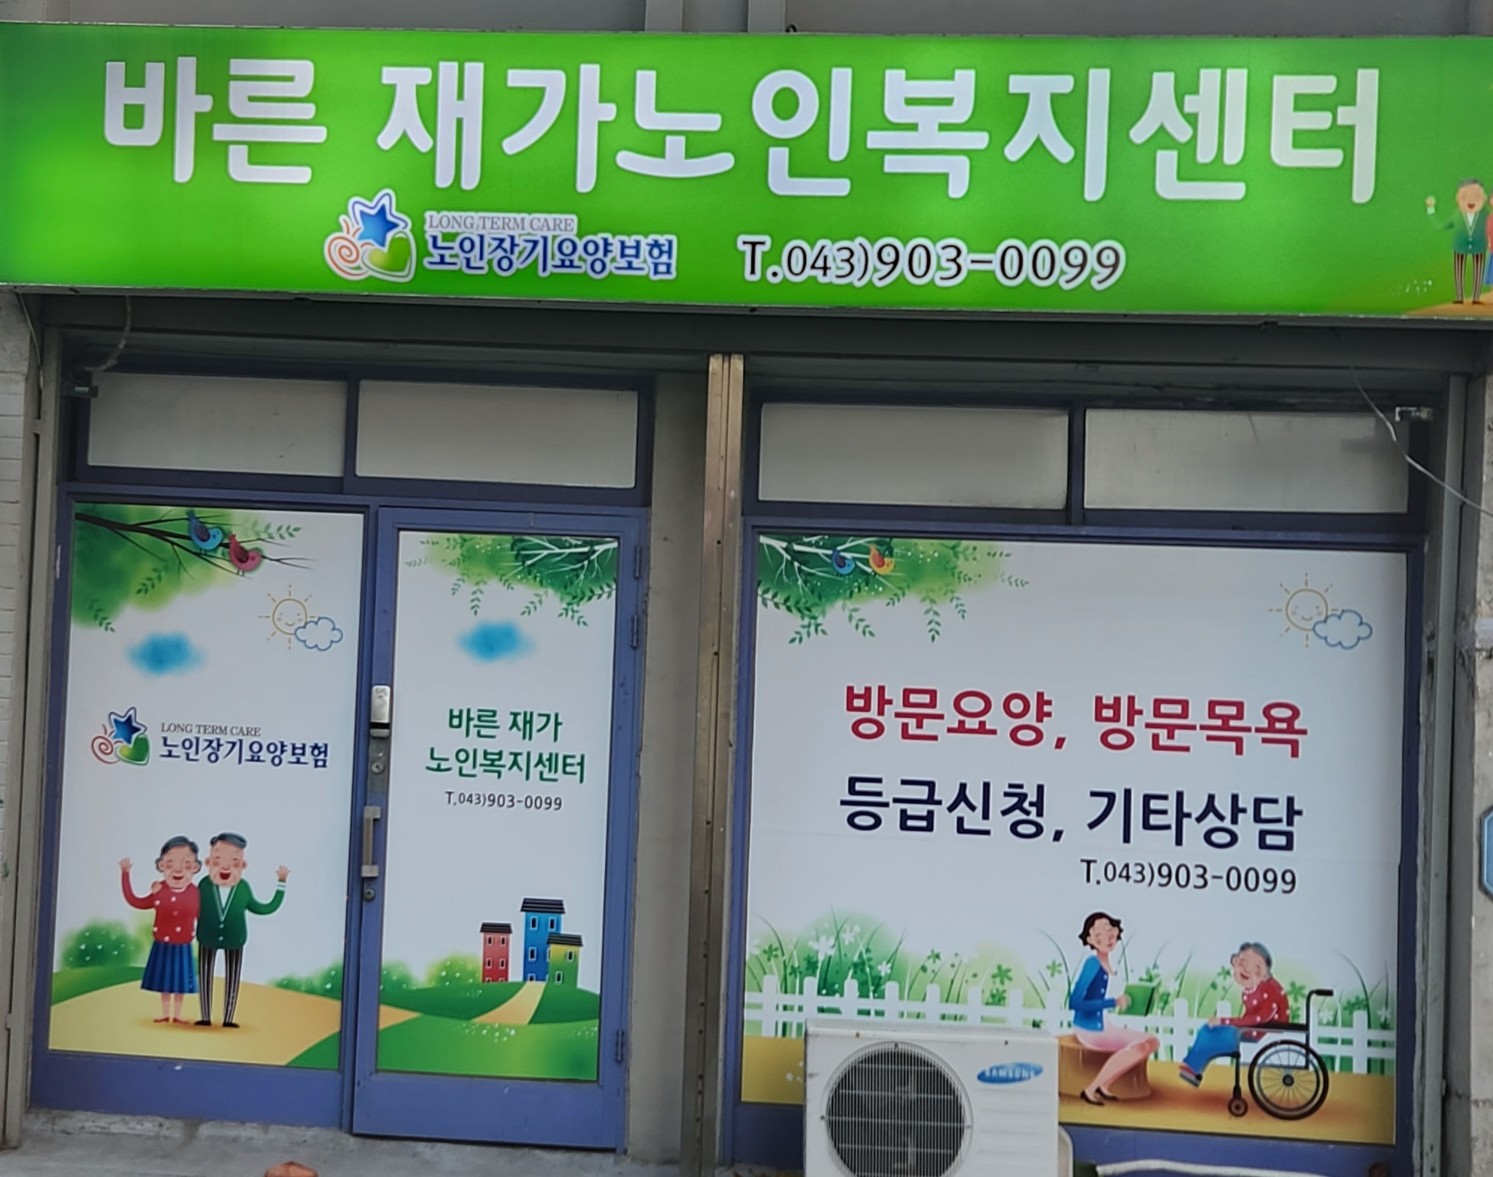 바른 재가노인복지센터
LONG TERM CARE
노인장기요양보험
T.043)903-0099
LONG TERM CARE
노인장기요양보험
바른 재가
노인복지센터
T.043)903-0099
방문요양, 방문목욕
등급신청, 기타상담
T.043)903-0099
SAMSUNG